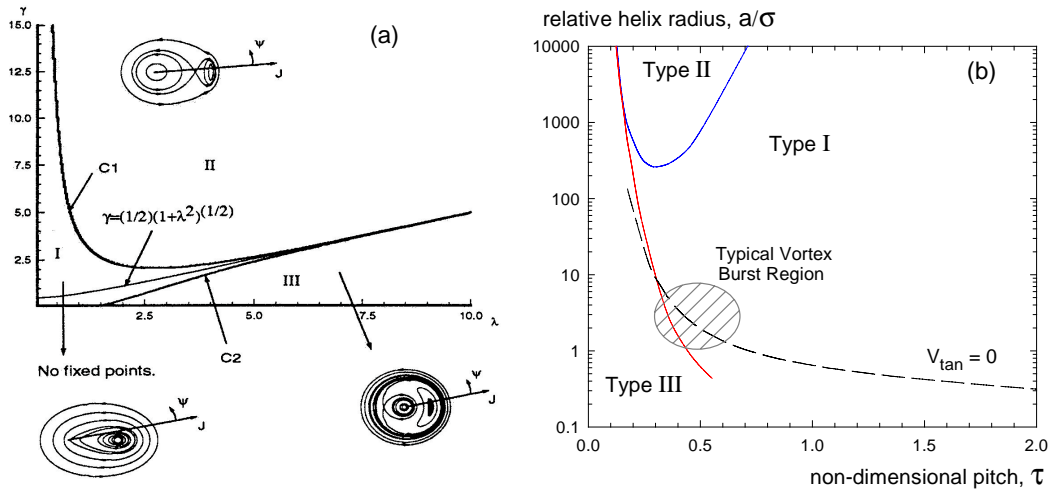 γ
15.0
12.5
10.0
7.5
5.0
2.5
2.5
5.0
7.5
10.0
λ
(a)
Ψ
J
C1
II
γ=(1/2)(1+λ²)(1/2)
I
III
C2
No fixed points.
Ψ
J
Ψ
J
relative helix radius, a/σ
10000
1000
100
10
1
0.1
0.0
0.5
1.0
1.5
2.0
non-dimensional pitch, τ
(b)
Type II
Type I
Typical Vortex
Burst Region
V tan = 0
Type III